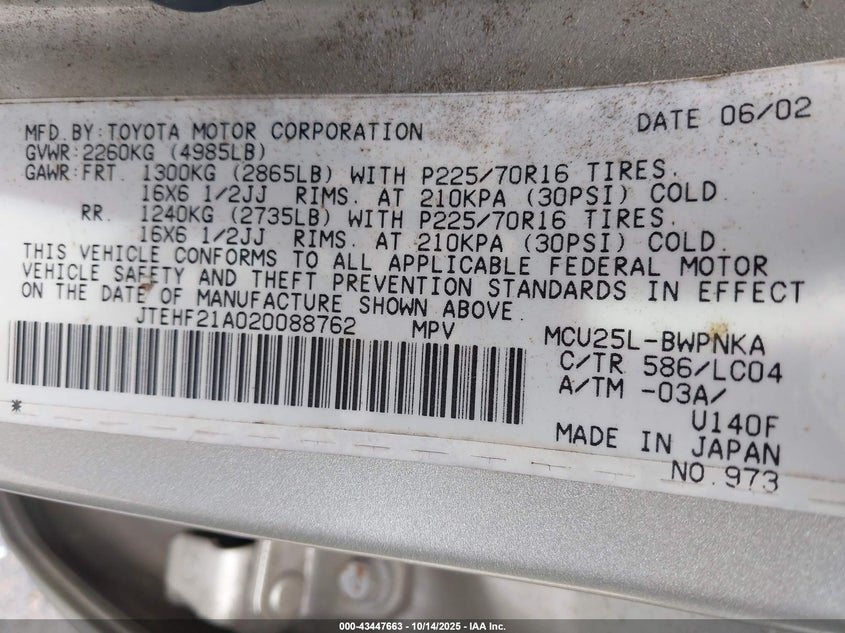 DATE 06/02
MFD.BY:TOYOTA MOTOR CORPORATION
GVWR:2260KG (4985LB)
GAWR:FRT. 1300KG (2865LB) WITH P225/70R16 TIRES.
16X6 1/2JJ RIMS. AT 210KPA (30PSI) COLD
RR. 1240KG (2735LB) WITH P225/70R16 TIRES.
16X6 1/2JJ RIMS. AT 210KPA (30PSI) COLD.
THIS VEHICLE CONFORMS TO ALL APPLICABLE FEDERAL MOTOR
VEHICLE SAFETY AND THEFT PREVENTION STANDARDS IN EFFECT
ON THE DATE OF MANUFACTURE SHOWN ABOVE.
JTEHF21A020088762 MPV
MCU25L-BWPNKA
C/TR 586/LC04
A/TM -03A/
U140F
MADE IN JAPAN
NO.973
*
000-43447663 - 10/14/2025 - IAA Inc.